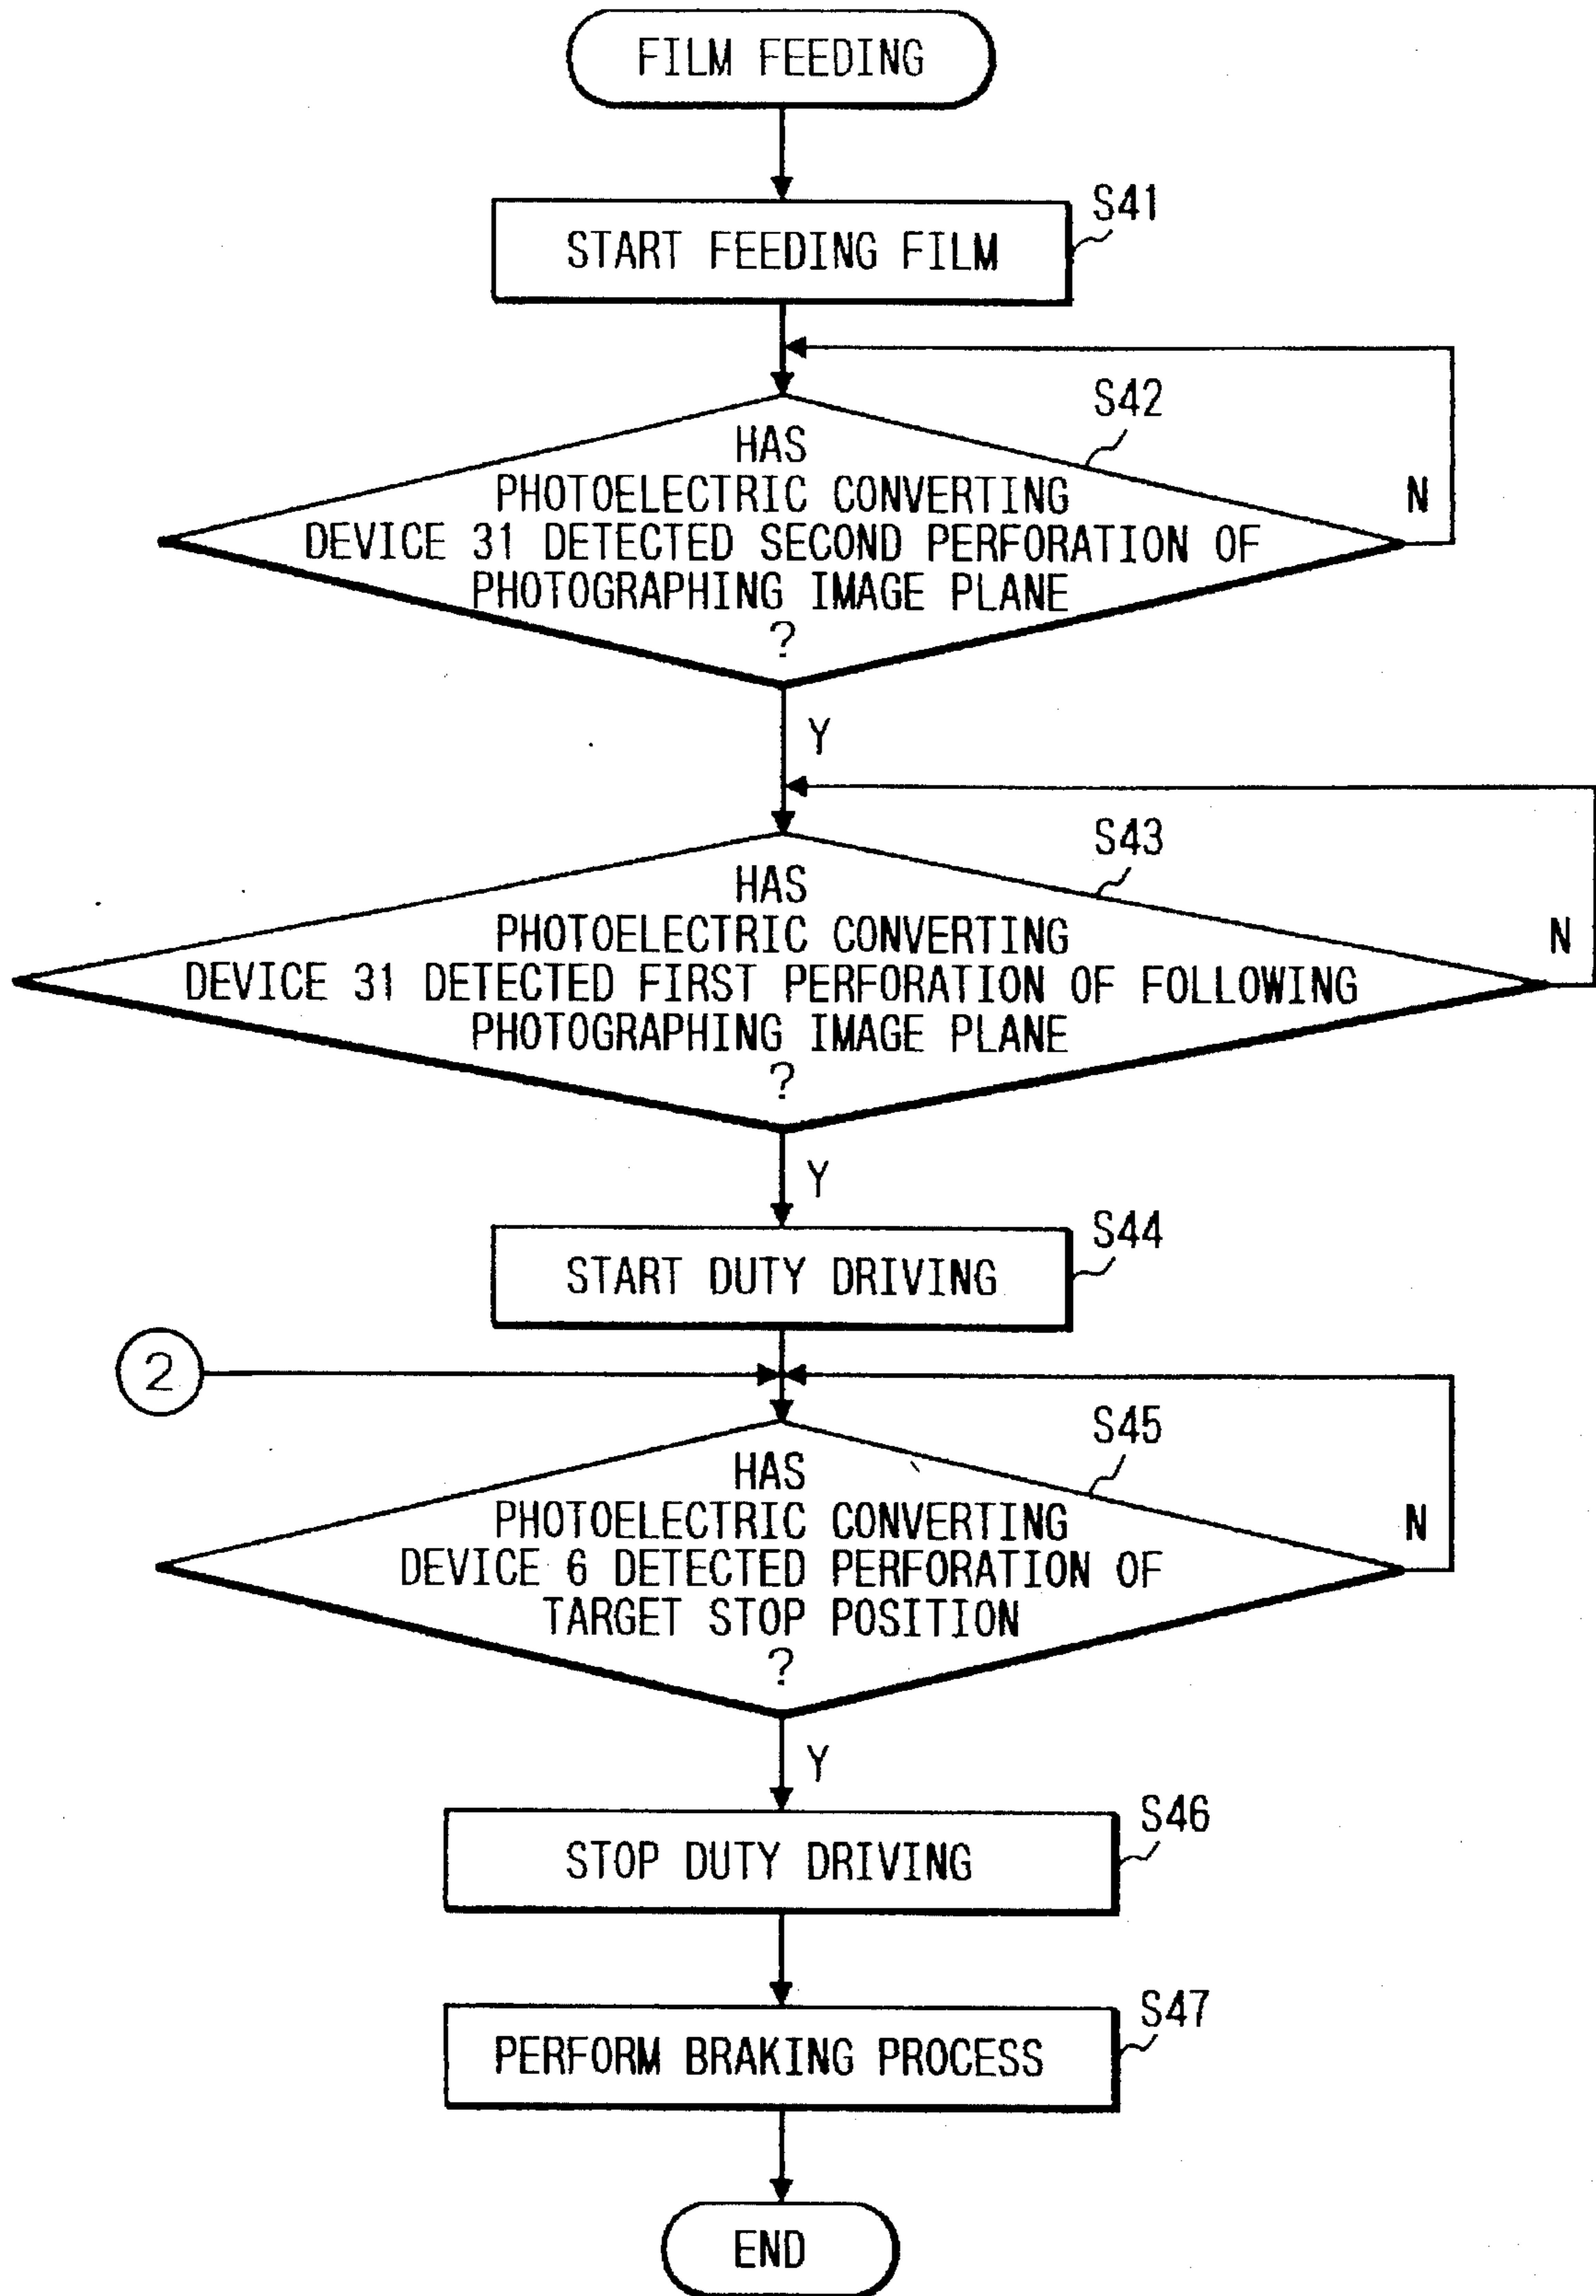 FILM FEEDING
S41
START FEEDING FILM
S42
HAS
PHOTOELECTRIC CONVERTING
DEVICE 31 DETECTED SECOND PERFORATION OF
PHOTOGRAPHING IMAGE PLANE
?
N
Y
S43
HAS
PHOTOELECTRIC CONVERTING
DEVICE 31 DETECTED FIRST PERFORATION OF FOLLOWING
PHOTOGRAPHING IMAGE PLANE
?
N
Y
S44
START DUTY DRIVING
2
S45
HAS
PHOTOELECTRIC CONVERTING
DEVICE 6 DETECTED PERFORATION OF
TARGET STOP POSITION
?
N
Y
S46
STOP DUTY DRIVING
S47
PERFORM BRAKING PROCESS
END